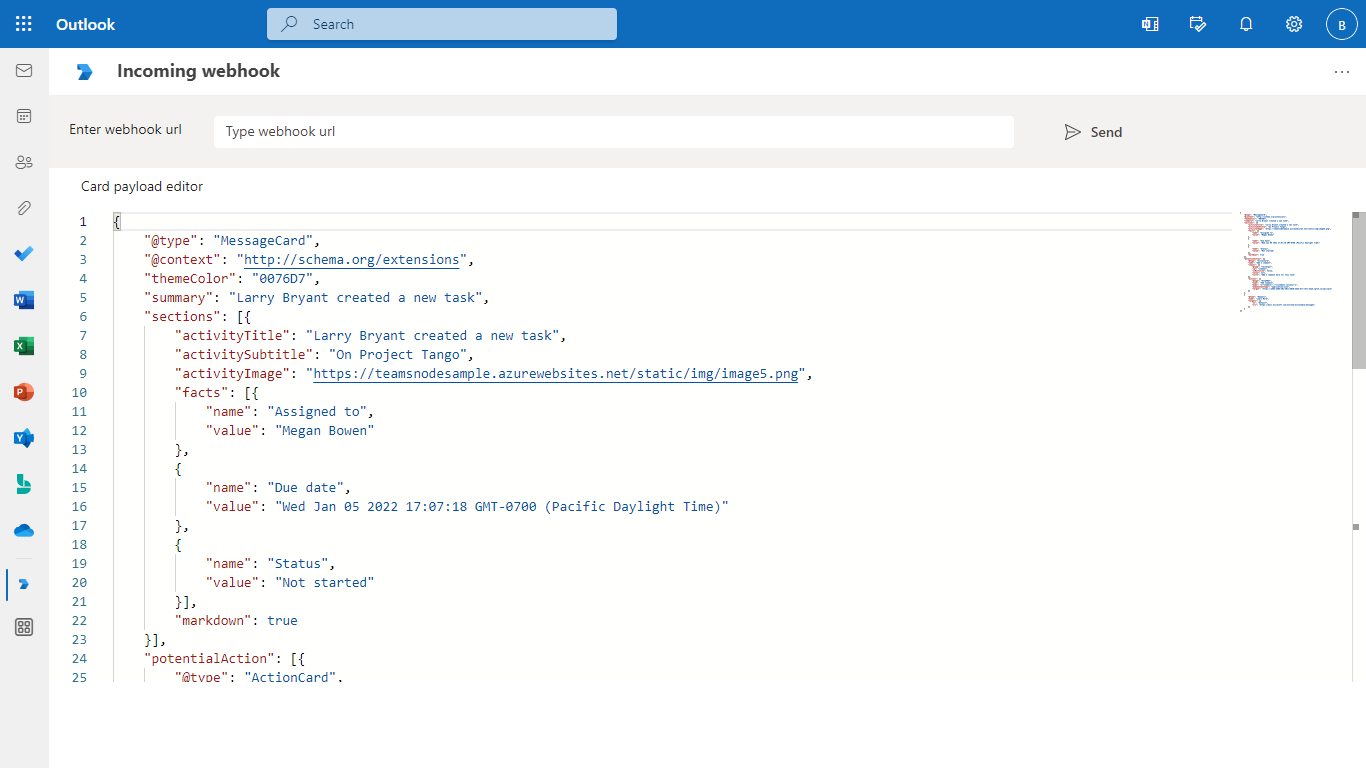 Outlook
Search
B
Incoming webhook
Enter webhook url
Type webhook url
Send
Card payload editor
1 {
2 "@type": "MessageCard",
3 "@context": "http://schema.org/extensions",
4 "themeColor": "0076D7",
5 "summary": "Larry Bryant created a new task",
6 "sections": [{
7 "activityTitle": "Larry Bryant created a new task",
8 "activitySubtitle": "On Project Tango",
9 "activityImage": "https://teamsnodesample.azurewebsites.net/static/img/image5.png",
10 "facts": [{
11 "name": "Assigned to",
12 "value": "Megan Bowen"
13 },
14 {
15 "name": "Due date",
16 "value": "Wed Jan 05 2022 17:07:18 GMT-0700 (Pacific Daylight Time)"
17 },
18 {
19 "name": "Status",
20 "value": "Not started"
21 }],
22 "markdown": true
23 }],
24 "potentialAction": [{
25 "@type": "ActionCard",